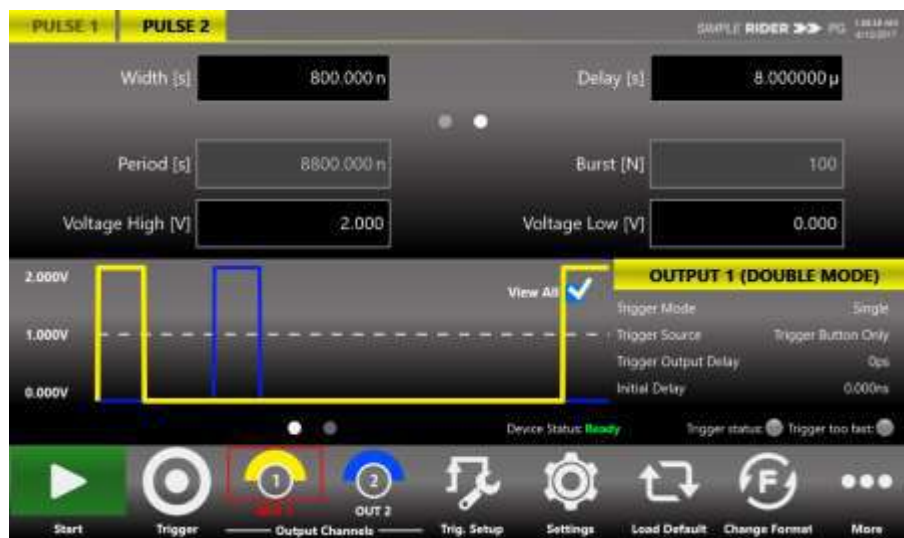 PULSE 1 PULSE 2 SIMPLE RIDER >> PG
Width [s] 800.000 n Delay [s] 8.000000 µ
Period [s] 8800.000 n Burst [N] 100
Voltage High [V] 2.000 Voltage Low [V] 0.000
2.000V
1.000V
0.000V
View All
OUTPUT 1 (DOUBLE MODE)
Trigger Mode Single
Trigger Source Trigger Button Only
Trigger Output Delay 0ps
Initial Delay 0.000ns
Device Status: Ready Trigger status: Trigger too fast:
1 2 F
OUT 2
Start Trigger Output Channels Trig. Setup Settings Load Default Change Format More